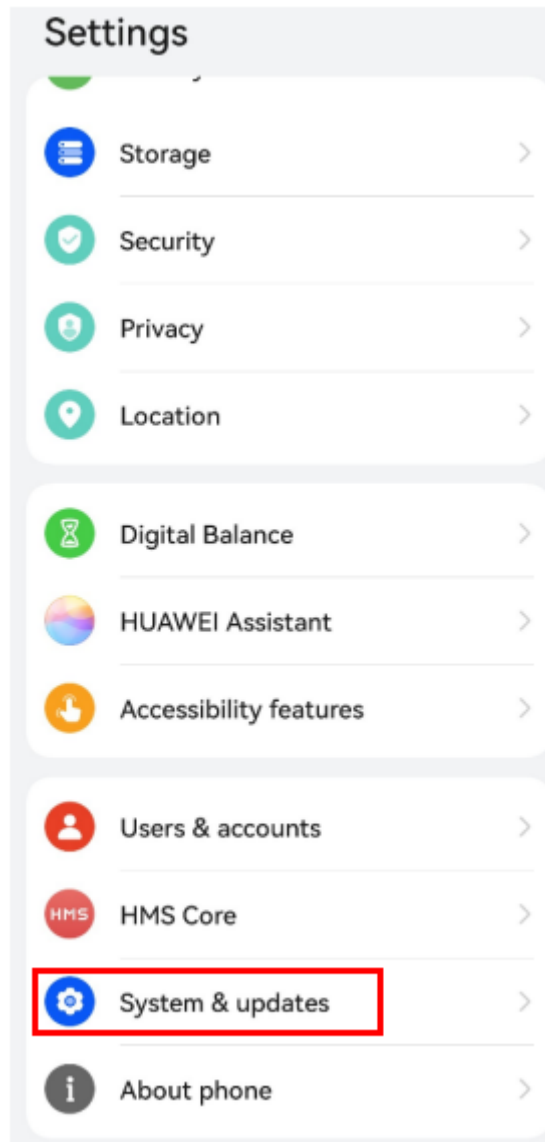 Settings
Storage
Security
Privacy
Location
Digital Balance
HUAWEI Assistant
Accessibility features
Users & accounts
HMS
HMS Core
System & updates
i
About phone